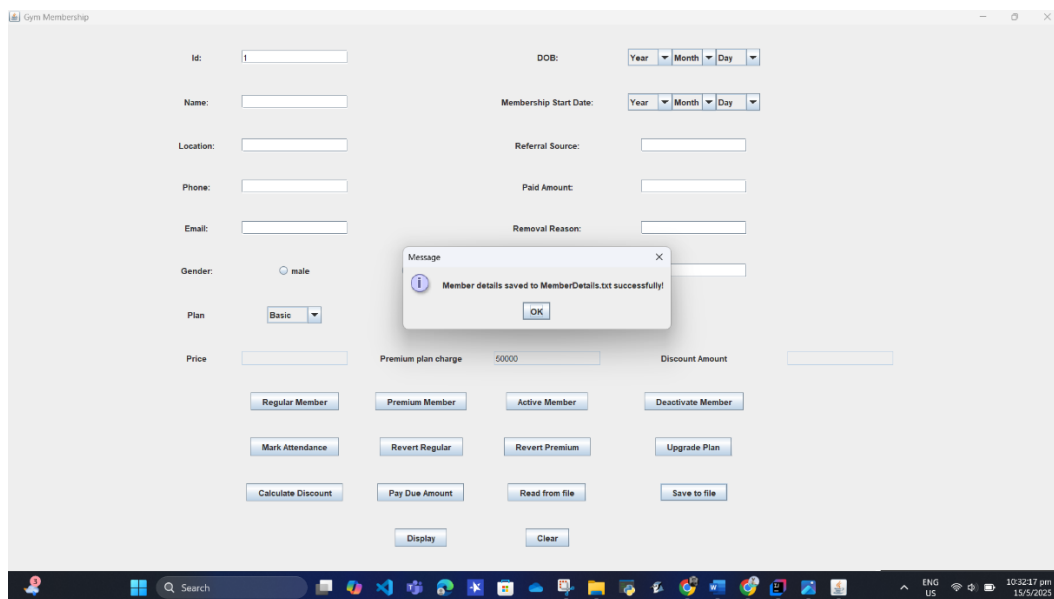 Gym Membership
Id: 1 DOB: Year Month Day
Name: Membership Start Date: Year Month Day
Location: Referral Source:
Phone: Paid Amount:
Email: Removal Reason:
Message
Gender: male
Member details saved to MemberDetails.txt successfully!
OK
Plan Basic
Price Premium plan charge 50000 Discount Amount
Regular Member Premium Member Active Member Deactivate Member
Mark Attendance Revert Regular Revert Premium Upgrade Plan
Calculate Discount Pay Due Amount Read from file Save to file
Display Clear
3
Search
ENG
US
10:32:17 pm
15/5/2025